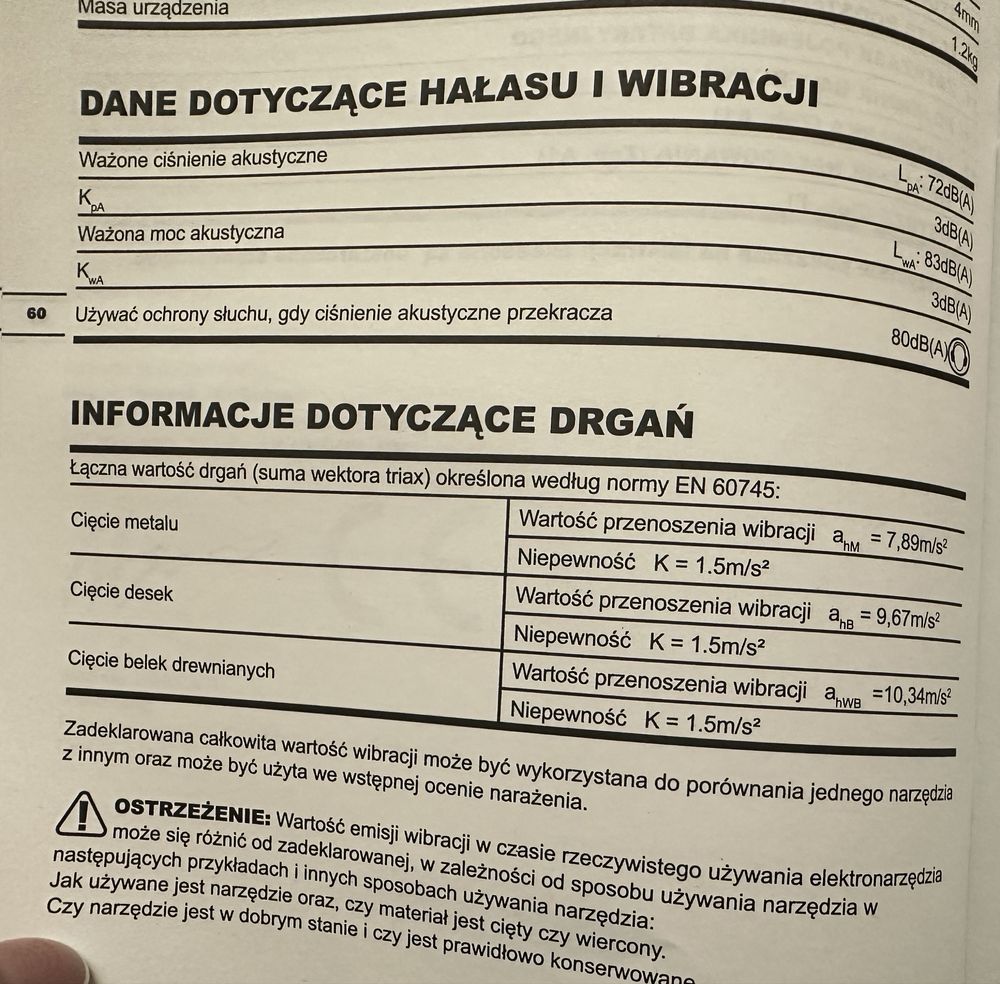 Masa urządzenia
4mm
1.2kg
DANE DOTYCZĄCE HAŁASU I WIBRACJI
Ważone ciśnienie akustyczne LpA: 72dB(A)
KpA 3dB(A)
Ważona moc akustyczna LwA: 83dB(A)
KwA 3dB(A)
60
Używać ochrony słuchu, gdy ciśnienie akustyczne przekracza 80dB(A)
INFORMACJE DOTYCZĄCE DRGAŃ
Łączna wartość drgań (suma wektora triax) określona według normy EN 60745:
Cięcie metalu
Wartość przenoszenia wibracji ahM = 7,89m/s²
Niepewność K = 1.5m/s²
Cięcie desek
Wartość przenoszenia wibracji ahB = 9,67m/s²
Niepewność K = 1.5m/s²
Cięcie belek drewnianych
Wartość przenoszenia wibracji ahWB =10,34m/s²
Niepewność K = 1.5m/s²
Zadeklarowana całkowita wartość wibracji może być wykorzystana do porównania jednego narzędzia
z innym oraz może być użyta we wstępnej ocenie narażenia.
OSTRZEŻENIE: Wartość emisji wibracji w czasie rzeczywistego używania elektronarzędzia
może się różnić od zadeklarowanej, w zależności od sposobu używania narzędzia w
następujących przykładach i innych sposobach używania narzędzia:
Jak używane jest narzędzie oraz, czy materiał jest cięty czy wiercony.
Czy narzędzie jest w dobrym stanie i czy jest prawidłowo konserwowane